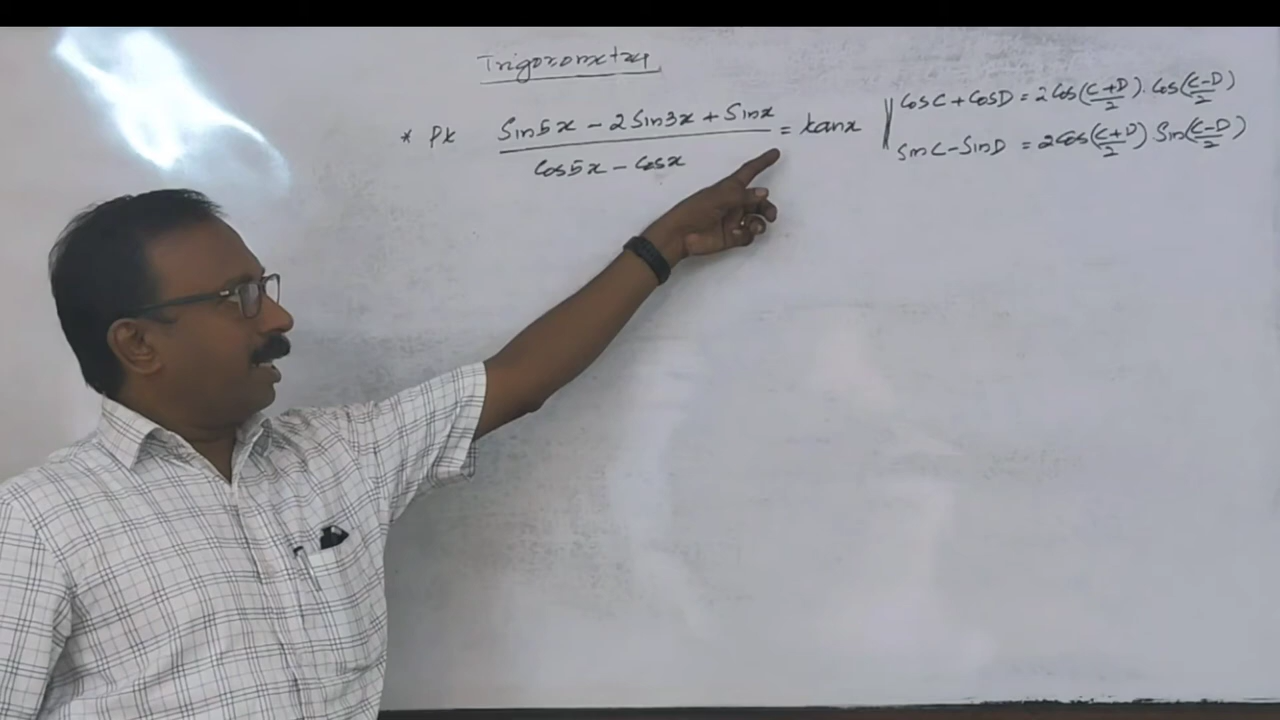 Trigonometry
* Pt (Sin5x - 2Sin3x + Sinx) / (Cos5x - Cosx) = tanx
CosC + CosD = 2Cos((C+D)/2) . Cos((C-D)/2)
SinC - SinD = 2Cos((C+D)/2) Sin((C-D)/2)